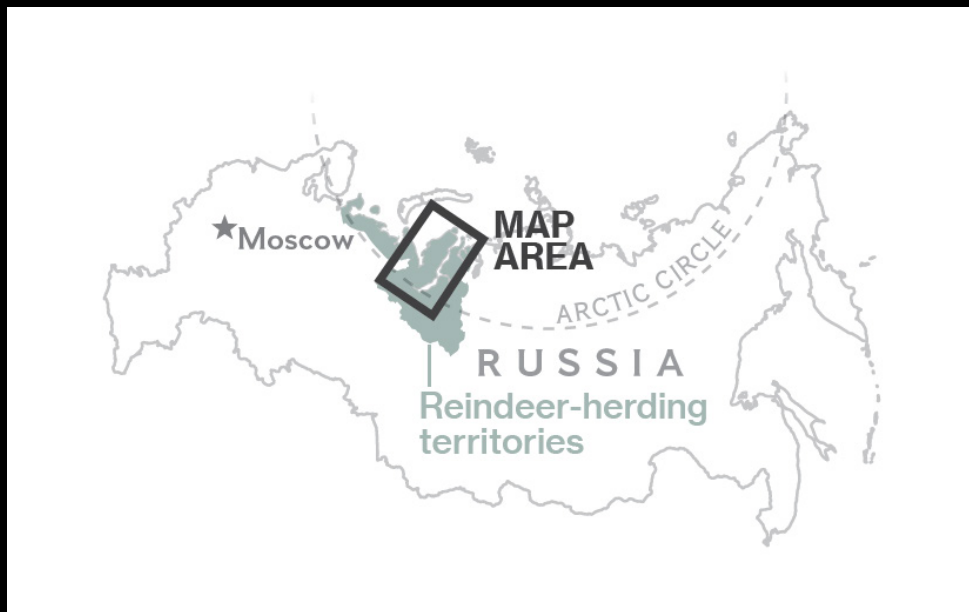 Moscow
MAP
AREA
ARCTIC CIRCLE
RUSSIA
Reindeer-herding
territories